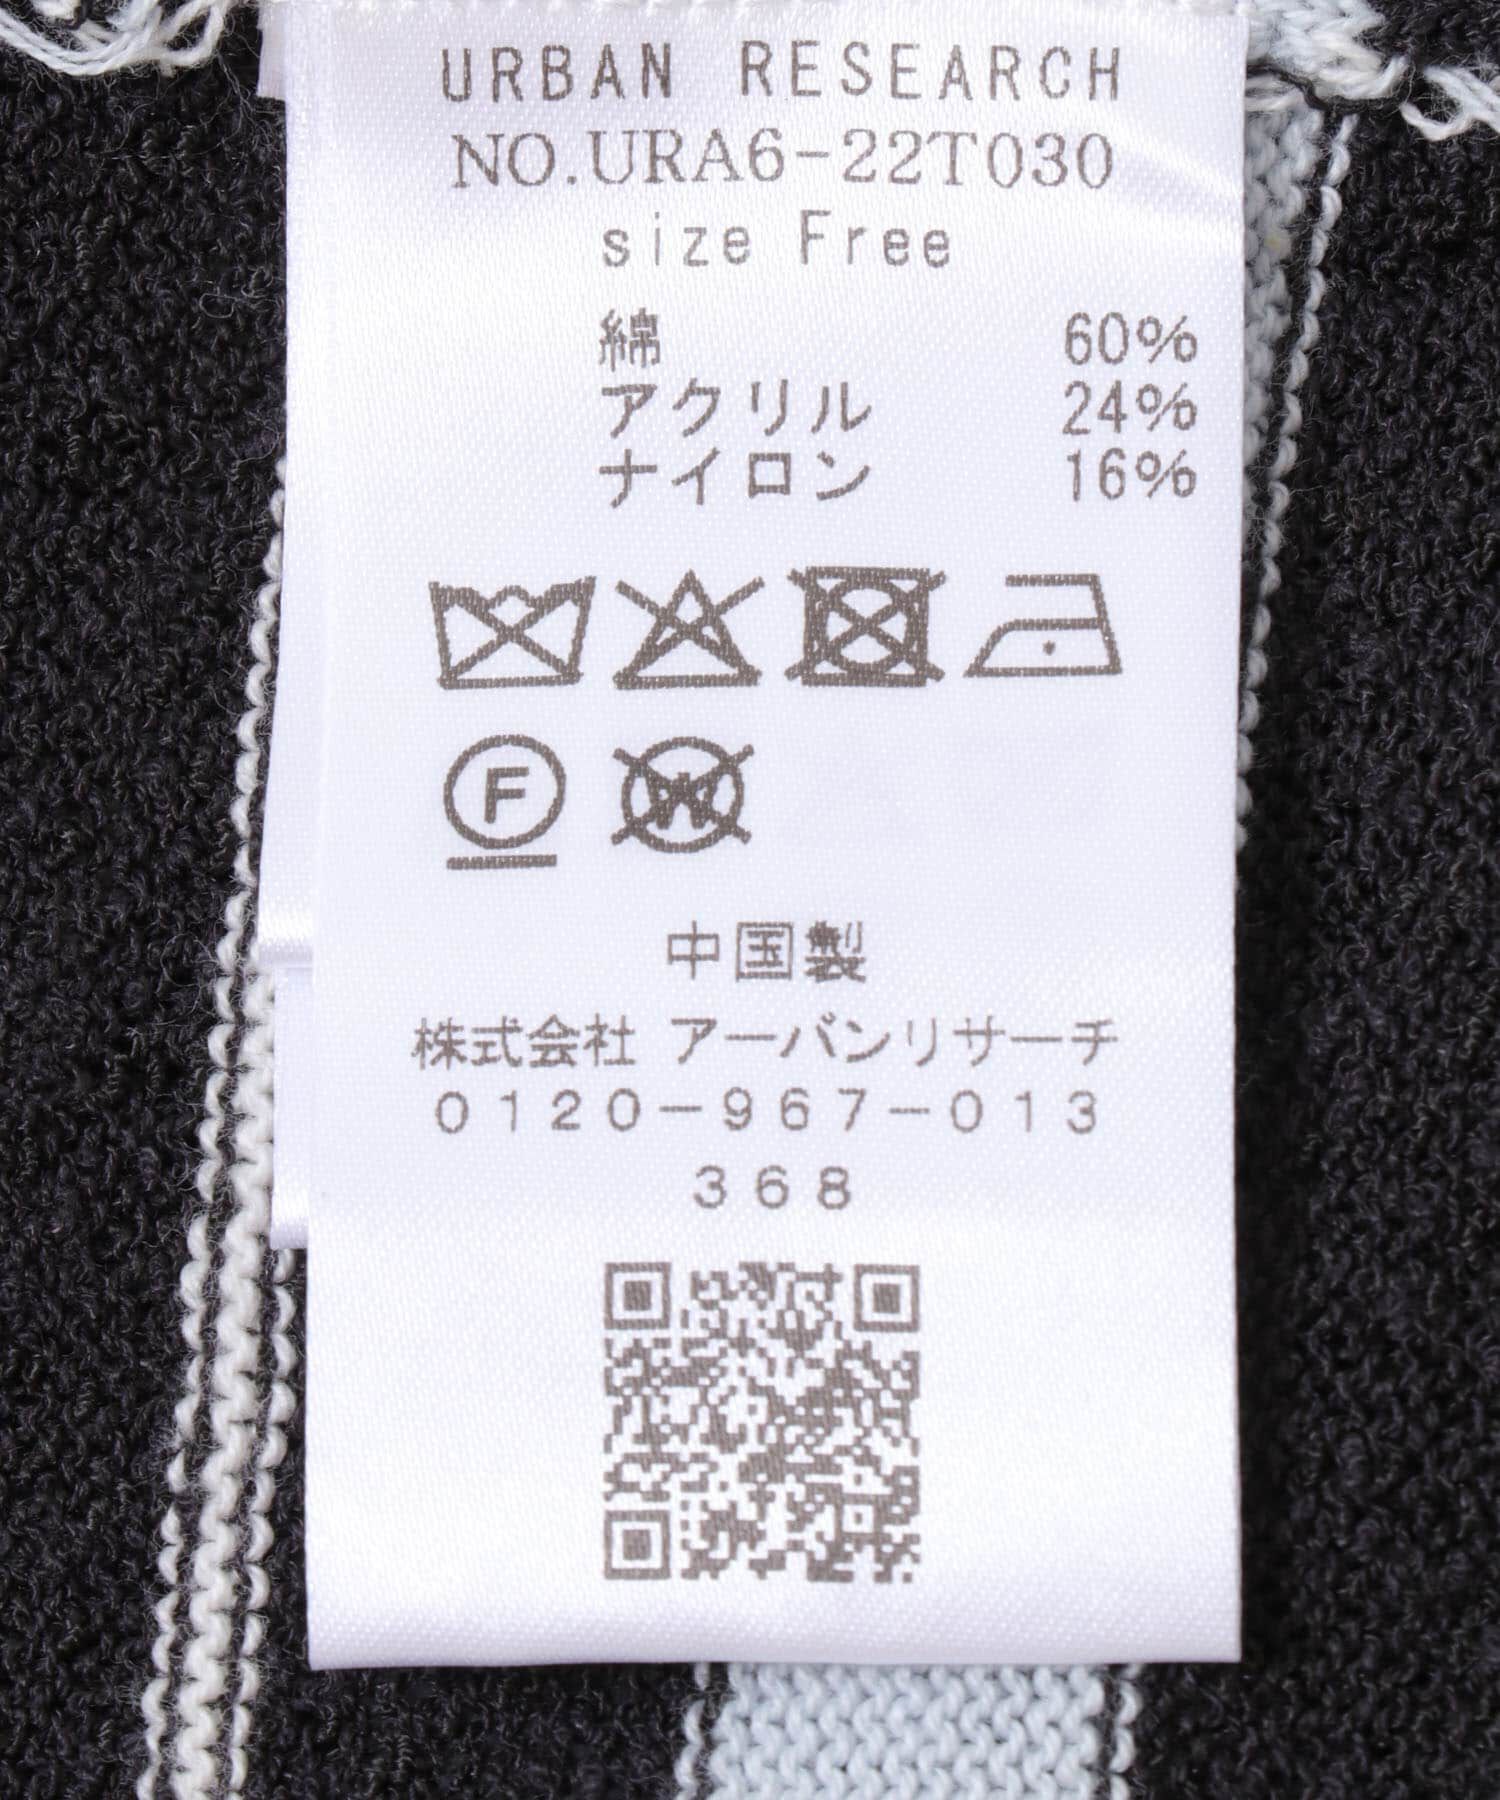 URBAN RESEARCH
NO.URA6-22T030
size Free
綿 60%
アクリル 24%
ナイロン 16%
F W
中国製
株式会社 アーバンリサーチ
0120-967-013
368